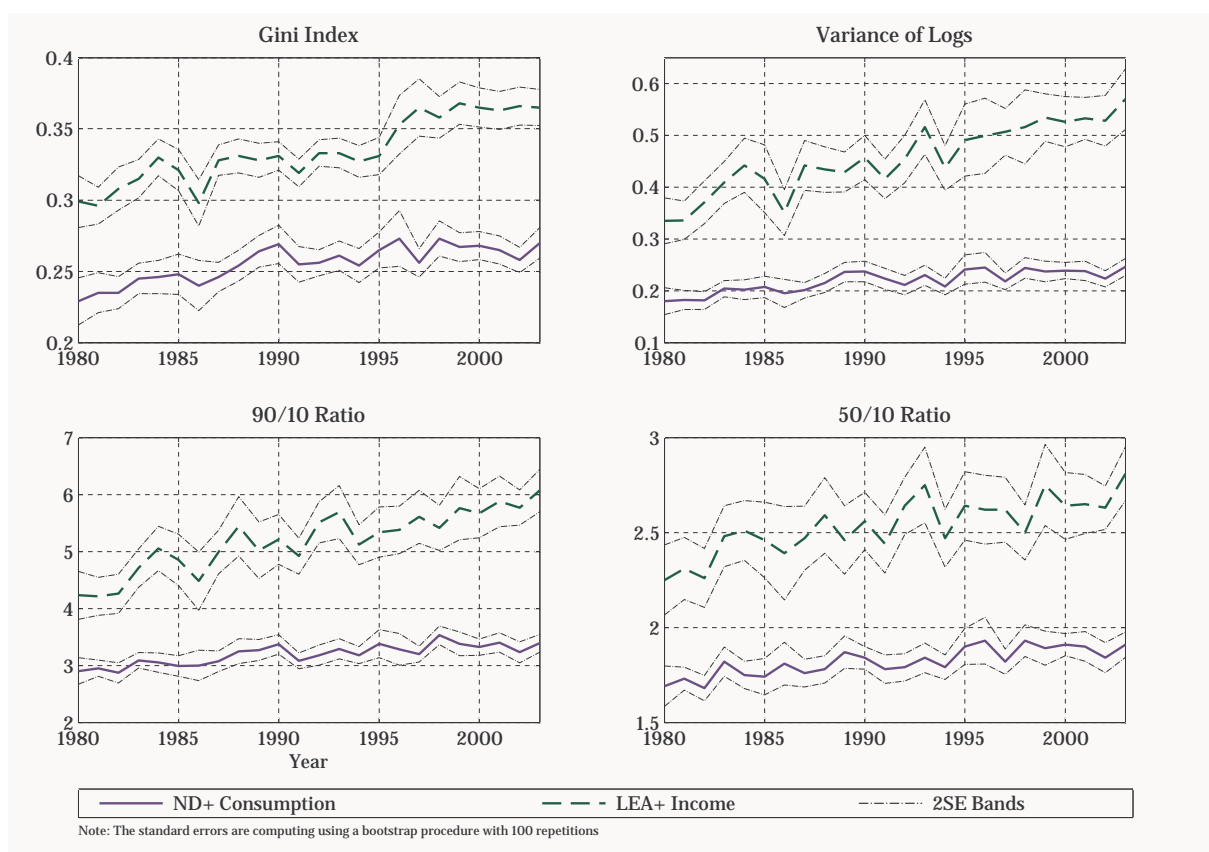 Gini Index
0.4
0.35
0.3
0.25
0.2
1980 1985 1990 1995 2000
Variance of Logs
0.6
0.5
0.4
0.3
0.2
0.1
1980 1985 1990 1995 2000
90/10 Ratio
7
6
5
4
3
2
1980 1985 1990 1995 2000
Year
50/10 Ratio
3
2.5
2
1.5
1980 1985 1990 1995 2000
ND+ Consumption LEA+ Income 2SE Bands
Note: The standard errors are computing using a bootstrap procedure with 100 repetitions